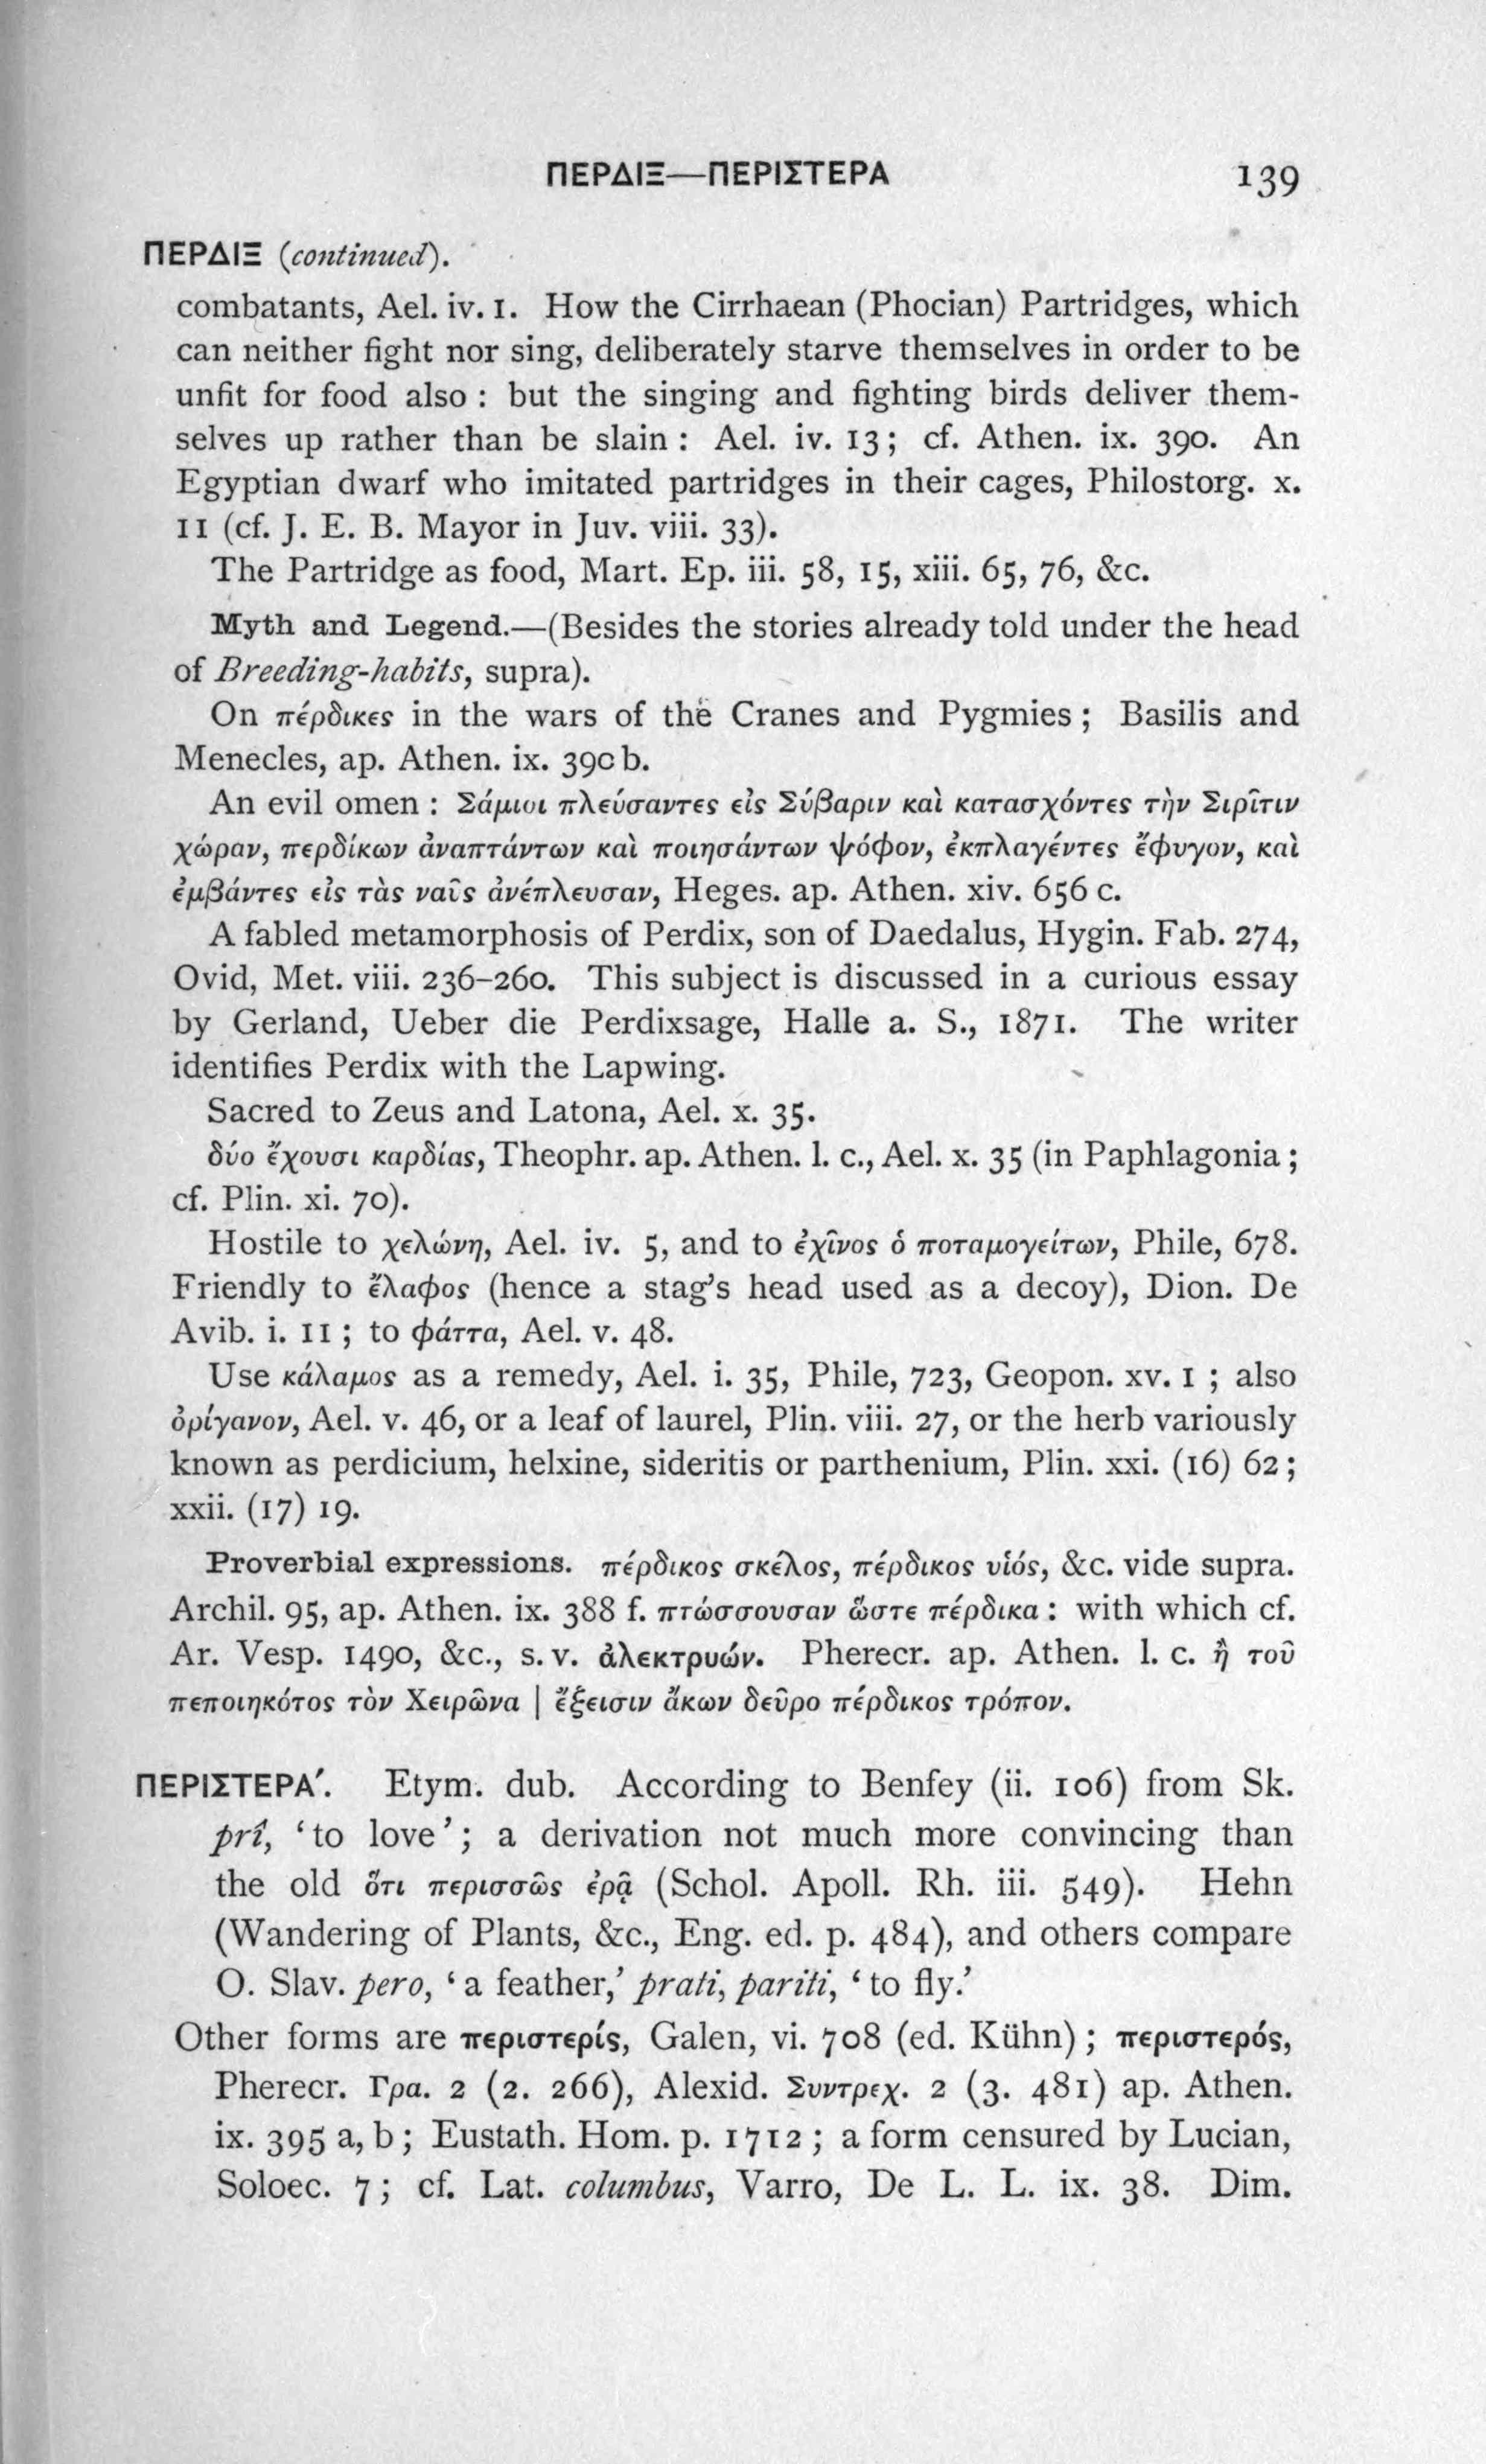 ΠΕΡΔΙΞ—ΠΕΡΙΣΤΕΡΑ 139
ΠΕΡΔΙΞ (continued).
combatants, Ael. iv. 1. How the Cirrhaean (Phocian) Partridges, which
can neither fight nor sing, deliberately starve themselves in order to be
unfit for food also : but the singing and fighting birds deliver them-
selves up rather than be slain : Ael. iv. 13; cf. Athen. ix. 390. An
Egyptian dwarf who imitated partridges in their cages, Philostorg. x.
11 (cf. J. E. B. Mayor in Juv. viii. 33).
The Partridge as food, Mart. Ep. iii. 58, 15, xiii. 65, 76, &c.
Myth and Legend.—(Besides the stories already told under the head
of Breeding-habits, supra).
On πέρδικες in the wars of the Cranes and Pygmies ; Basilis and
Menecles, ap. Athen. ix. 390 b.
An evil omen : Σάμιοι πλεύσαντες εἰς Σύβαριν καὶ κατασχόντες τὴν Σιρῖτιν
χώραν, περδίκων ἀναπτάντων καὶ ποιησάντων ψόφον, ἐκπλαγέντες ἔφυγον, καὶ
ἐμβάντες εἰς τὰς ναῦς ἀνέπλευσαν, Heges. ap. Athen. xiv. 656 c.
A fabled metamorphosis of Perdix, son of Daedalus, Hygin. Fab. 274,
Ovid, Met. viii. 236–260. This subject is discussed in a curious essay
by Gerland, Ueber die Perdixsage, Halle a. S., 1871. The writer
identifies Perdix with the Lapwing.
Sacred to Zeus and Latona, Ael. x. 35.
δύο ἔχουσι καρδίας, Theophr. ap. Athen. l. c., Ael. x. 35 (in Paphlagonia ;
cf. Plin. xi. 70).
Hostile to χελώνη, Ael. iv. 5, and to ἐχῖνος ὁ ποταμογείτων, Phile, 678.
Friendly to ἔλαφος (hence a stag's head used as a decoy), Dion. De
Avib. i. 11 ; to φάττα, Ael. v. 48.
Use κάλαμος as a remedy, Ael. i. 35, Phile, 723, Geopon. xv. 1 ; also
ὀρίγανον, Ael. v. 46, or a leaf of laurel, Plin. viii. 27, or the herb variously
known as perdicium, helxine, sideritis or parthenium, Plin. xxi. (16) 62 ;
xxii. (17) 19.
Proverbial expressions. πέρδικος σκέλος, πέρδικος υἱός, &c. vide supra.
Archil. 95, ap. Athen. ix. 388 f. πτώσσουσαν ὥστε πέρδικα : with which cf.
Ar. Vesp. 1490, &c., s. v. ἀλεκτρυών. Pherecr. ap. Athen. l. c. ἢ τοῦ
πεποιηκότος τὸν Χειρῶνα | ἔξεισιν ἄκων δεῦρο πέρδικος τρόπον.
ΠΕΡΙΣΤΕΡΑ΄. Etym. dub. According to Benfey (ii. 106) from Sk.
prî, 'to love' ; a derivation not much more convincing than
the old ὅτι περισσῶς ἐρᾷ (Schol. Apoll. Rh. iii. 549). Hehn
(Wandering of Plants, &c., Eng. ed. p. 484), and others compare
O. Slav. pero, 'a feather,' prati, pariti, 'to fly.'
Other forms are περιστερίς, Galen, vi. 708 (ed. Kühn) ; περιστερός,
Pherecr. Γρα. 2 (2. 266), Alexid. Συντρεχ. 2 (3. 481) ap. Athen.
ix. 395 a, b ; Eustath. Hom. p. 1712 ; a form censured by Lucian,
Soloec. 7 ; cf. Lat. columbus, Varro, De L. L. ix. 38. Dim.